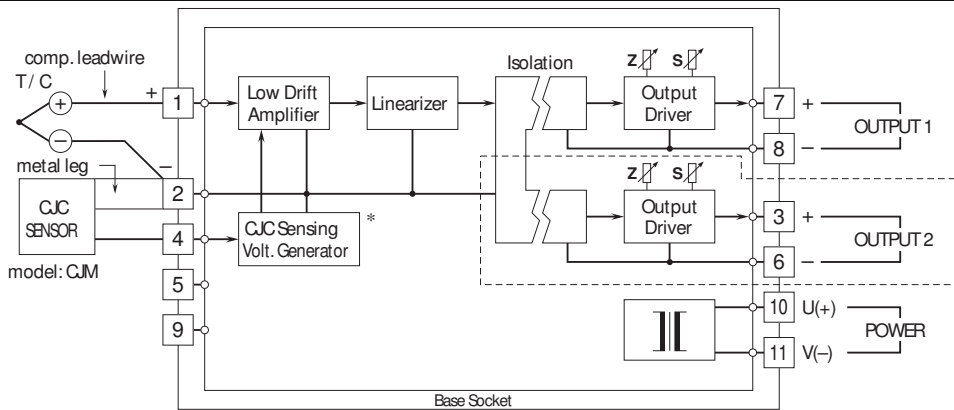 comp. leadwire
T / C
+
−
metal leg
CJC
SENSOR
model: CJM
+
−
1
2
4
5
9
Low Drift
Amplifier
Linearizer
CJC Sensing
Volt. Generator
*
Isolation
Z
S
Output
Driver
Z
S
Output
Driver
7
+
8
−
OUTPUT 1
3
+
6
−
OUTPUT 2
10
U(+)
11
V(−)
POWER
Base Socket